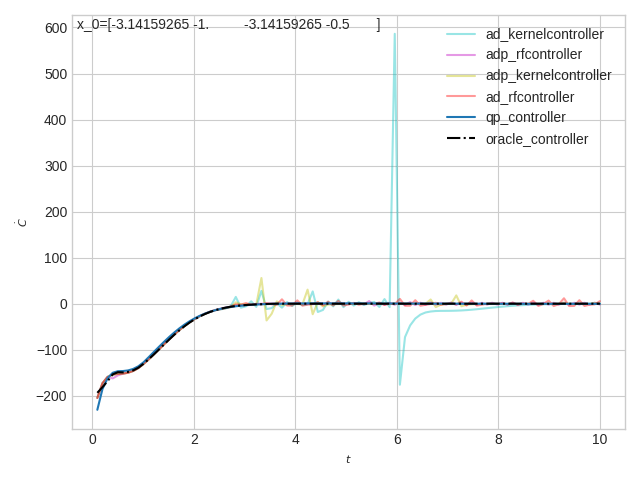 x_0=[-3.14159265 -1. -3.14159265 -0.5 ]
ad_kernelcontroller
adp_rfcontroller
adp_kernelcontroller
ad_rfcontroller
qp_controller
oracle_controller
600
500
400
300
200
100
0
−100
−200
Ċ
0 2 4 6 8 10
t